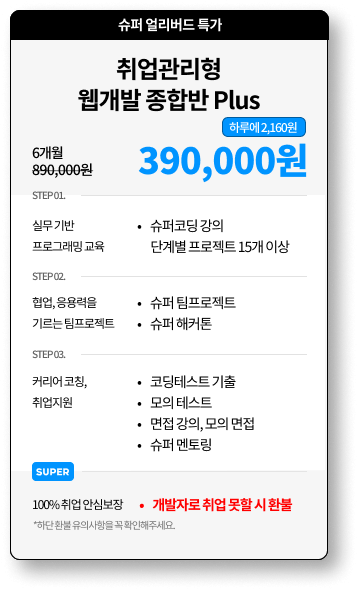 슈퍼 얼리버드 특가
취업관리형
웹개발 종합반 Plus
하루에 2,160원
6개월
890,000원
390,000원
STEP 01.
실무 기반
프로그래밍 교육
• 슈퍼코딩 강의
단계별 프로젝트 15개 이상
STEP 02.
협업, 응용력을
기르는 팀프로젝트
• 슈퍼 팀프로젝트
• 슈퍼 해커톤
STEP 03.
커리어 코칭,
취업지원
• 코딩테스트 기출
• 모의 테스트
• 면접 강의, 모의 면접
• 슈퍼 멘토링
SUPER
100% 취업 안심보장
• 개발자로 취업 못할 시 환불
*하단 환불 유의사항을 꼭 확인해주세요.